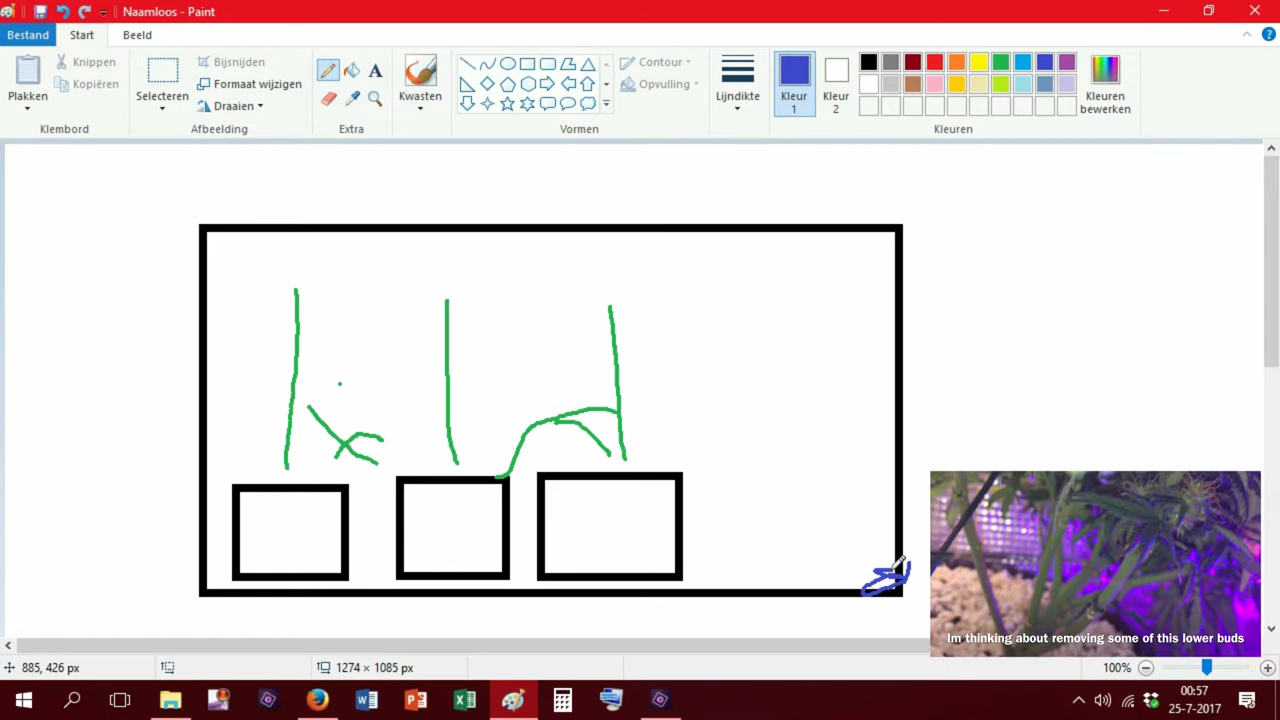 Naamloos - Paint
Bestand Start Beeld
Plakken
Knippen
Kopiëren
Klembord
Selecteren
Bijsnijden
Formaat wijzigen
Draaien
Afbeelding
A
Extra
Kwasten
Vormen
Contour
Opvulling
Lijndikte
Kleur 1
Kleur 2
Kleuren
Kleuren bewerken
Im thinking about removing some of this lower buds
885, 426 px
1274 × 1085 px
100%
00:57
25-7-2017